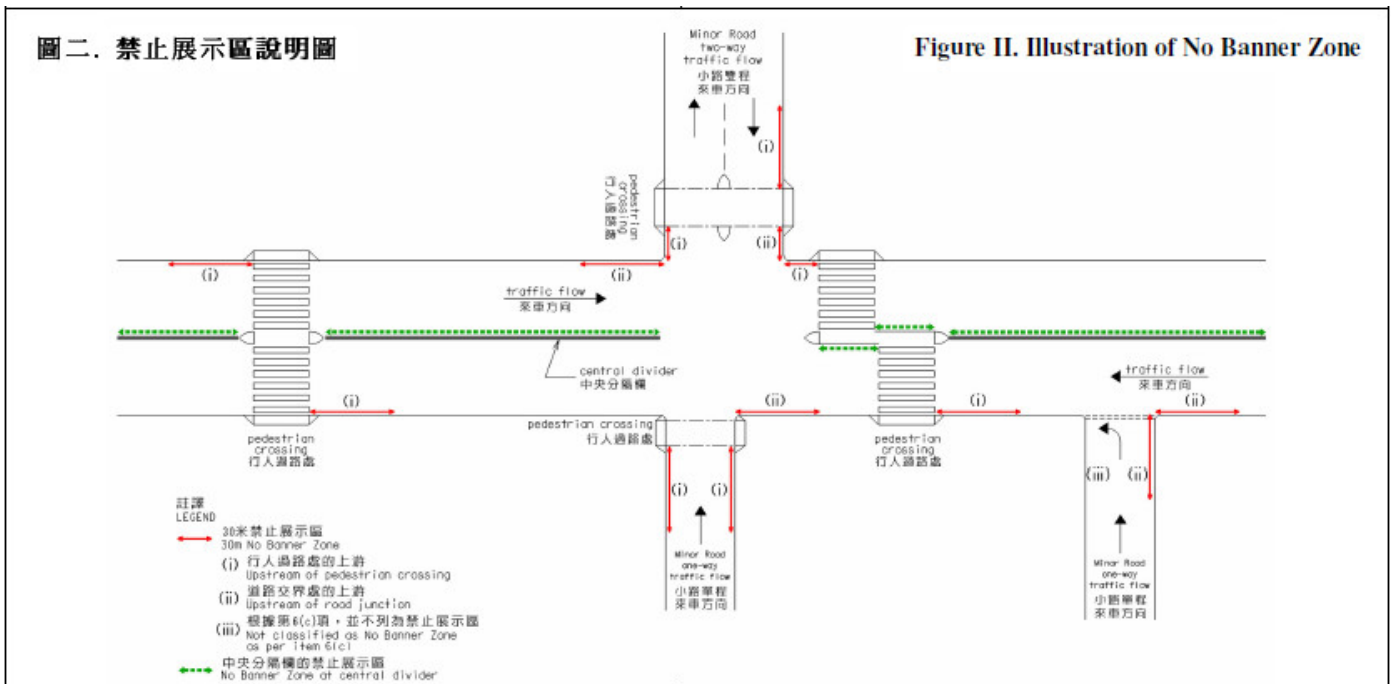 圖二. 禁止展示區說明圖
Figure II. Illustration of No Banner Zone
Minor Road
two-way
traffic flow
小路雙程
來車方向
(i)
pedestrian
crossing
行人過路處
(i)
(ii)
(i)
(ii)
(i)
traffic flow
來車方向
central divider
中央分隔欄
traffic flow
來車方向
(i)
(ii)
(i)
(ii)
pedestrian
crossing
行人過路處
pedestrian crossing
行人過路處
pedestrian
crossing
行人過路處
(i)
(i)
(iii)
(ii)
Minor Road
one-way
traffic flow
小路單程
來車方向
Minor Road
one-way
traffic flow
小路單程
來車方向
註譯
LEGEND
30米禁止展示區
30m No Banner Zone
(i) 行人過路處的上游
Upstream of pedestrian crossing
(ii) 道路交界處的上游
Upstream of road junction
(iii) 根據第6(c)項，並不列為禁止展示區
Not classified as No Banner Zone
as per item 6(c)
中央分隔欄的禁止展示區
No Banner Zone at central divider